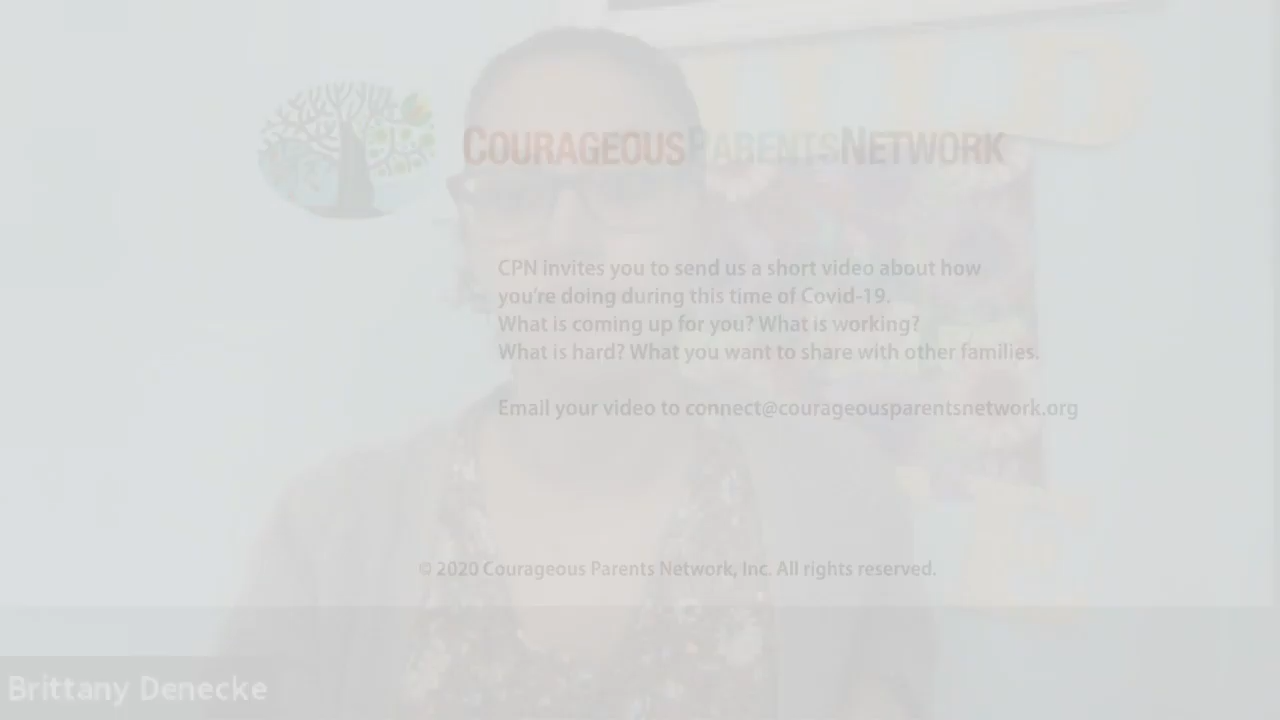 COURAGEOUSPARENTSNETWORK
CPN invites you to send us a short video about how
you're doing during this time of Covid-19.
What is coming up for you? What is working?
What is hard? What you want to share with other families.
Email your video to connect@courageousparentsnetwork.org
© 2020 Courageous Parents Network, Inc. All rights reserved.
Brittany Denecke